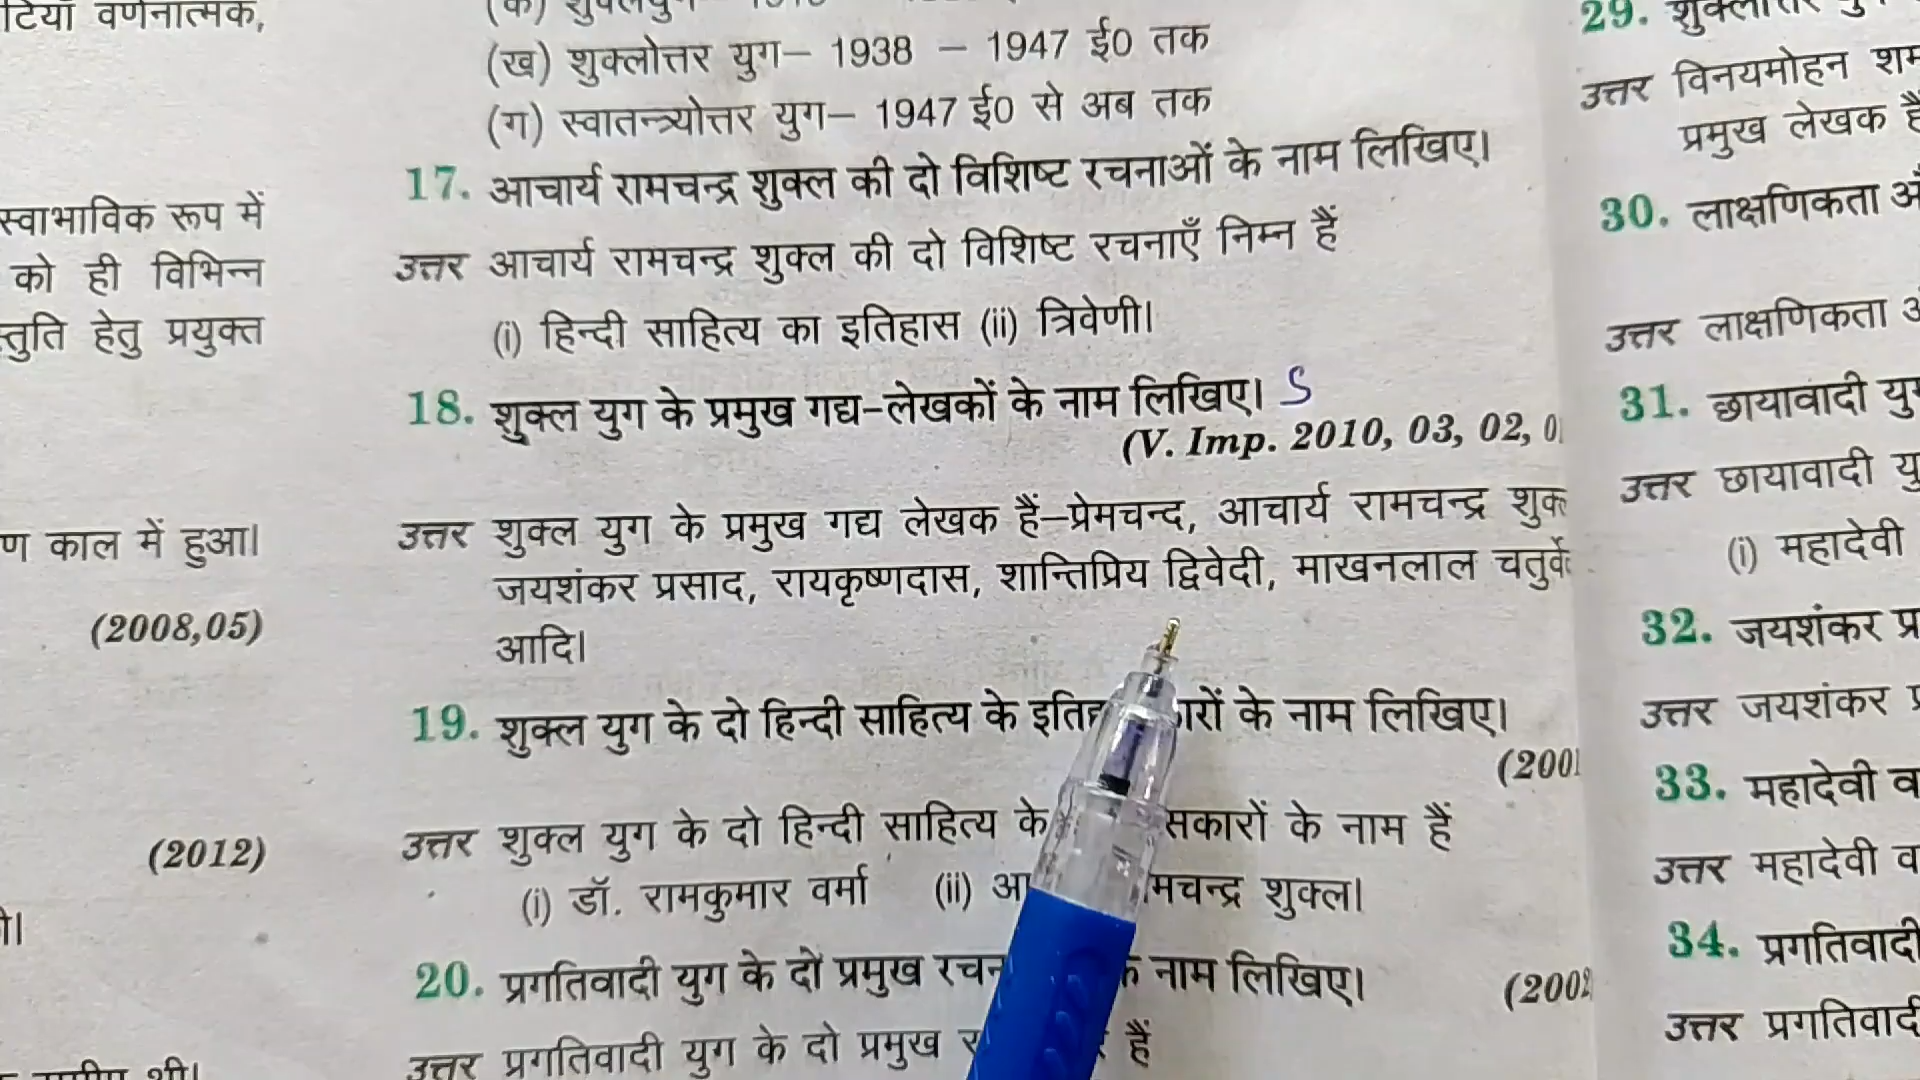 वर्णनात्मक,
स्वाभाविक रूप में
को ही विभिन्न
हेतु प्रयुक्त
काल में हुआ।
(2008,05)
(2012)
(ख) शुक्लोत्तर युग– 1938 – 1947 ई0 तक
(ग) स्वातन्त्र्योत्तर युग– 1947 ई0 से अब तक
17. आचार्य रामचन्द्र शुक्ल की दो विशिष्ट रचनाओं के नाम लिखिए।
उत्तर आचार्य रामचन्द्र शुक्ल की दो विशिष्ट रचनाएँ निम्न हैं
(i) हिन्दी साहित्य का इतिहास (ii) त्रिवेणी।
18. शुक्ल युग के प्रमुख गद्य-लेखकों के नाम लिखिए। S
(V. Imp. 2010, 03, 02, 0
उत्तर शुक्ल युग के प्रमुख गद्य लेखक हैं–प्रेमचन्द, आचार्य रामचन्द्र
जयशंकर प्रसाद, रायकृष्णदास, शान्तिप्रिय द्विवेदी, माखनलाल
आदि।
19. शुक्ल युग के दो हिन्दी साहित्य के के नाम लिखिए।
(200
उत्तर शुक्ल युग के दो हिन्दी साहित्य के सकारों के नाम हैं
(i) डॉ. रामकुमार वर्मा (ii) आ मचन्द्र शुक्ल।
20. प्रगतिवादी युग के दो प्रमुख रचन के नाम लिखिए।
(200
उत्तर प्रगतिवादी युग के दो प्रमुख हैं
29. शुक्लोत्तर
उत्तर विनयमोहन
प्रमुख लेखक
30. लाक्षणिकता
उत्तर लाक्षणिकता
31. छायावादी
उत्तर छायावादी
(i) महादेवी
32. जयशंकर
उत्तर जयशंकर
33. महादेवी
उत्तर महादेवी
34. प्रगतिवादी
उत्तर